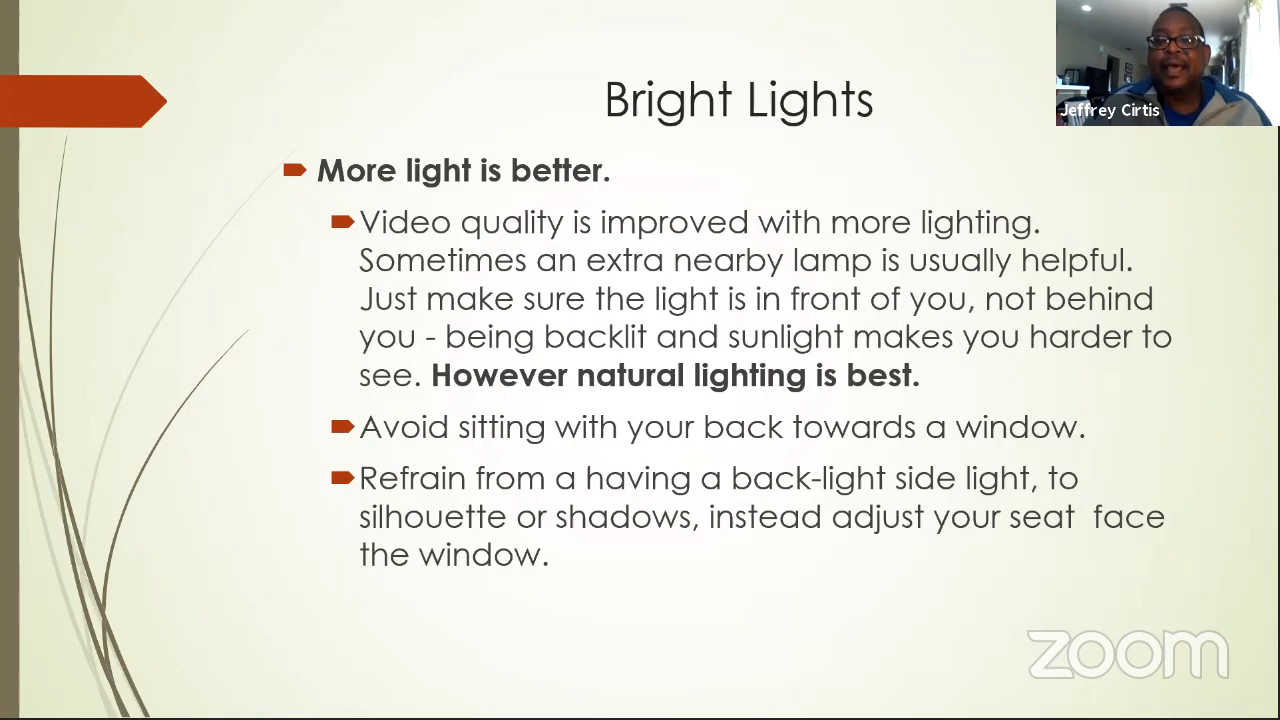 Bright Lights
Jeffrey Cirtis
More light is better.
Video quality is improved with more lighting.
Sometimes an extra nearby lamp is usually helpful.
Just make sure the light is in front of you, not behind
you - being backlit and sunlight makes you harder to
see. However natural lighting is best.
Avoid sitting with your back towards a window.
Refrain from a having a back-light side light, to
silhouette or shadows, instead adjust your seat  face
the window.
zoom